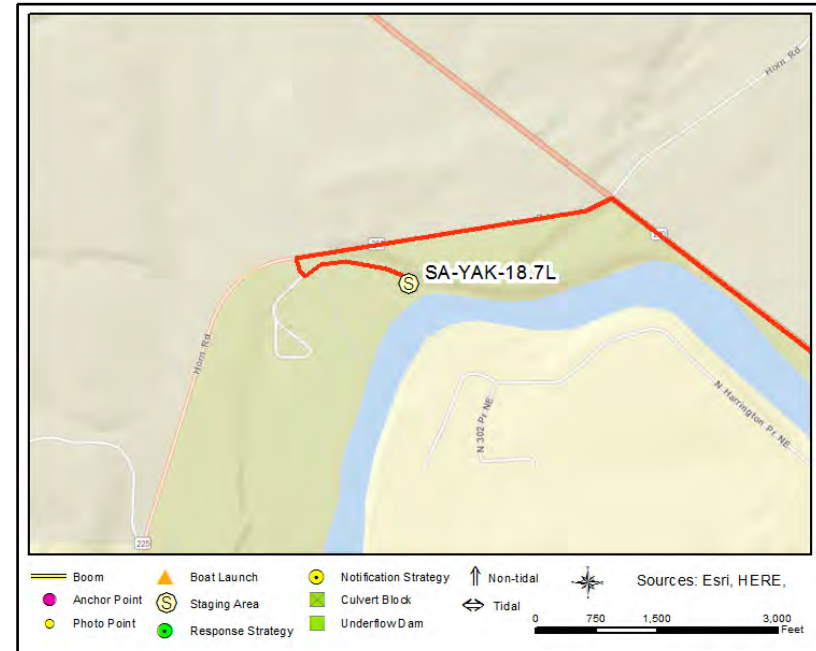 Horn Rd
SA-YAK-18.7L
S
Horn Rd
N Harrington Pr NE
N 302 Pr NE
225
Boom
Boat Launch
Notification Strategy
Non-tidal
Sources: Esri, HERE,
Anchor Point
S
Staging Area
Culvert Block
Tidal
Photo Point
Response Strategy
Underflow Dam
0 750 1,500 3,000
Feet